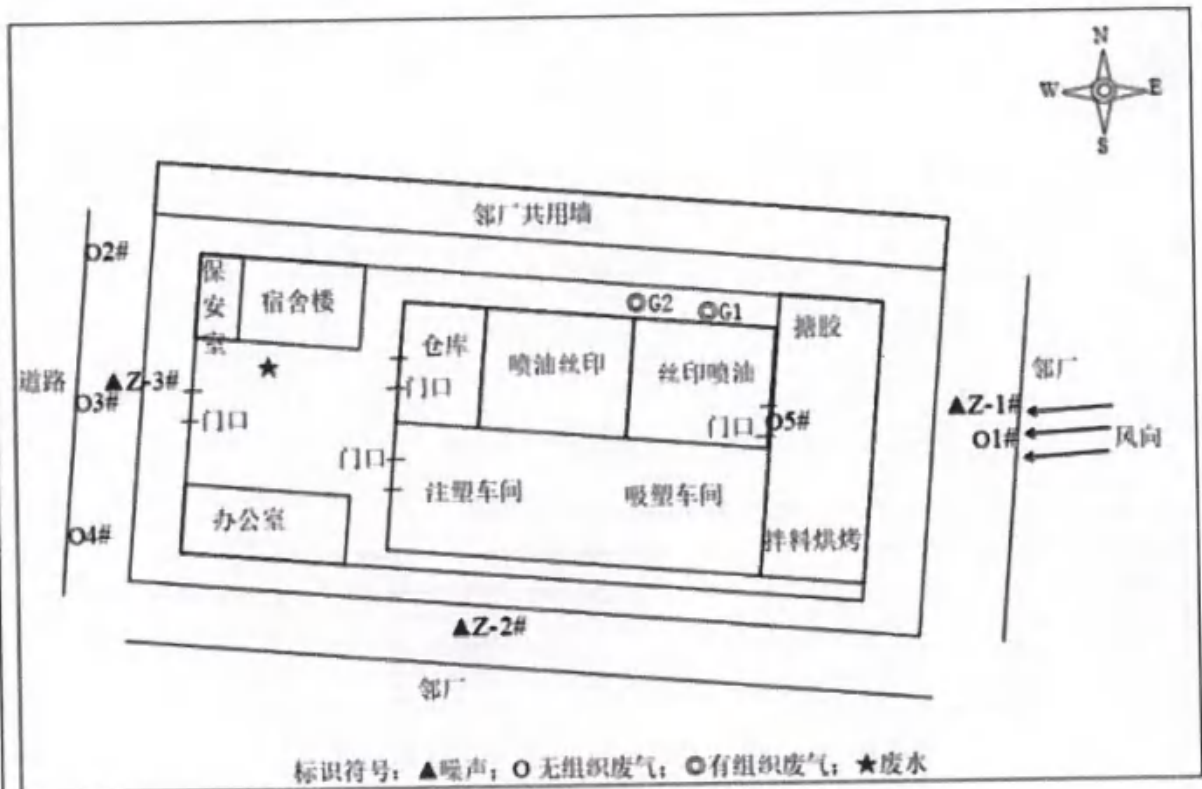 N
W E
S
邻厂共用墙
O2#
保安室
宿舍楼
◎G2 ◎G1
搪胶
仓库
喷油丝印
丝印喷油
邻厂
道路
▲Z-3#
O3#
门口
门口
门口
O5#
▲Z-1#
O1#
风向
门口
注塑车间
吸塑车间
办公室
O4#
拌料烘烤
▲Z-2#
邻厂
标识符号：▲噪声；O 无组织废气；◎有组织废气；★废水